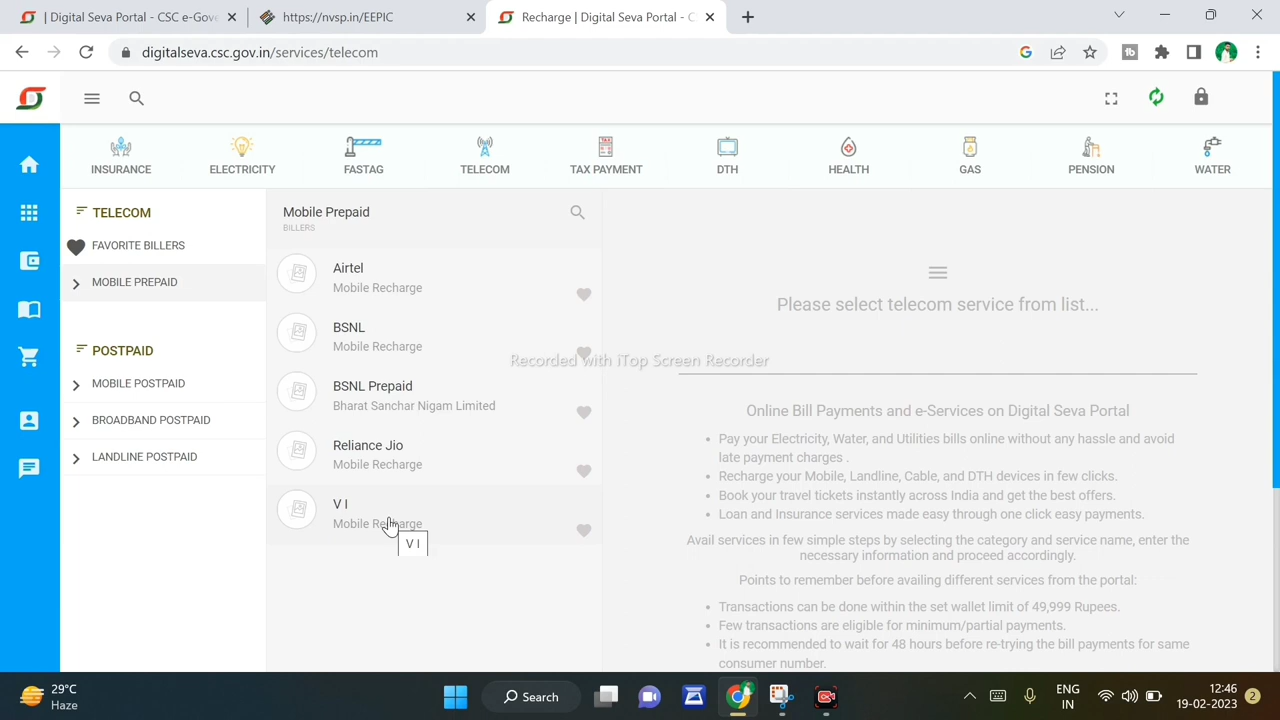 | Digital Seva Portal - CSC e-Gov
https://nvsp.in/EEPIC
Recharge | Digital Seva Portal - C
digitalseva.csc.gov.in/services/telecom
INSURANCE
ELECTRICITY
FASTAG
TELECOM
TAX PAYMENT
DTH
HEALTH
GAS
PENSION
WATER
TELECOM
FAVORITE BILLERS
MOBILE PREPAID
POSTPAID
MOBILE POSTPAID
BROADBAND POSTPAID
LANDLINE POSTPAID
Mobile Prepaid
BILLERS
Airtel
Mobile Recharge
BSNL
Mobile Recharge
BSNL Prepaid
Bharat Sanchar Nigam Limited
Reliance Jio
Mobile Recharge
V I
Mobile Recharge
V I
Please select telecom service from list...
Recorded with iTop Screen Recorder
Online Bill Payments and e-Services on Digital Seva Portal
• Pay your Electricity, Water, and Utilities bills online without any hassle and avoid
late payment charges .
• Recharge your Mobile, Landline, Cable, and DTH devices in few clicks.
• Book your travel tickets instantly across India and get the best offers.
• Loan and Insurance services made easy through one click easy payments.
Avail services in few simple steps by selecting the category and service name, enter the
necessary information and proceed accordingly.
Points to remember before availing different services from the portal:
• Transactions can be done within the set wallet limit of 49,999 Rupees.
• Few transactions are eligible for minimum/partial payments.
• It is recommended to wait for 48 hours before re-trying the bill payments for same
consumer number.
29°C
Haze
Search
ENG
IN
12:46
19-02-2023
2